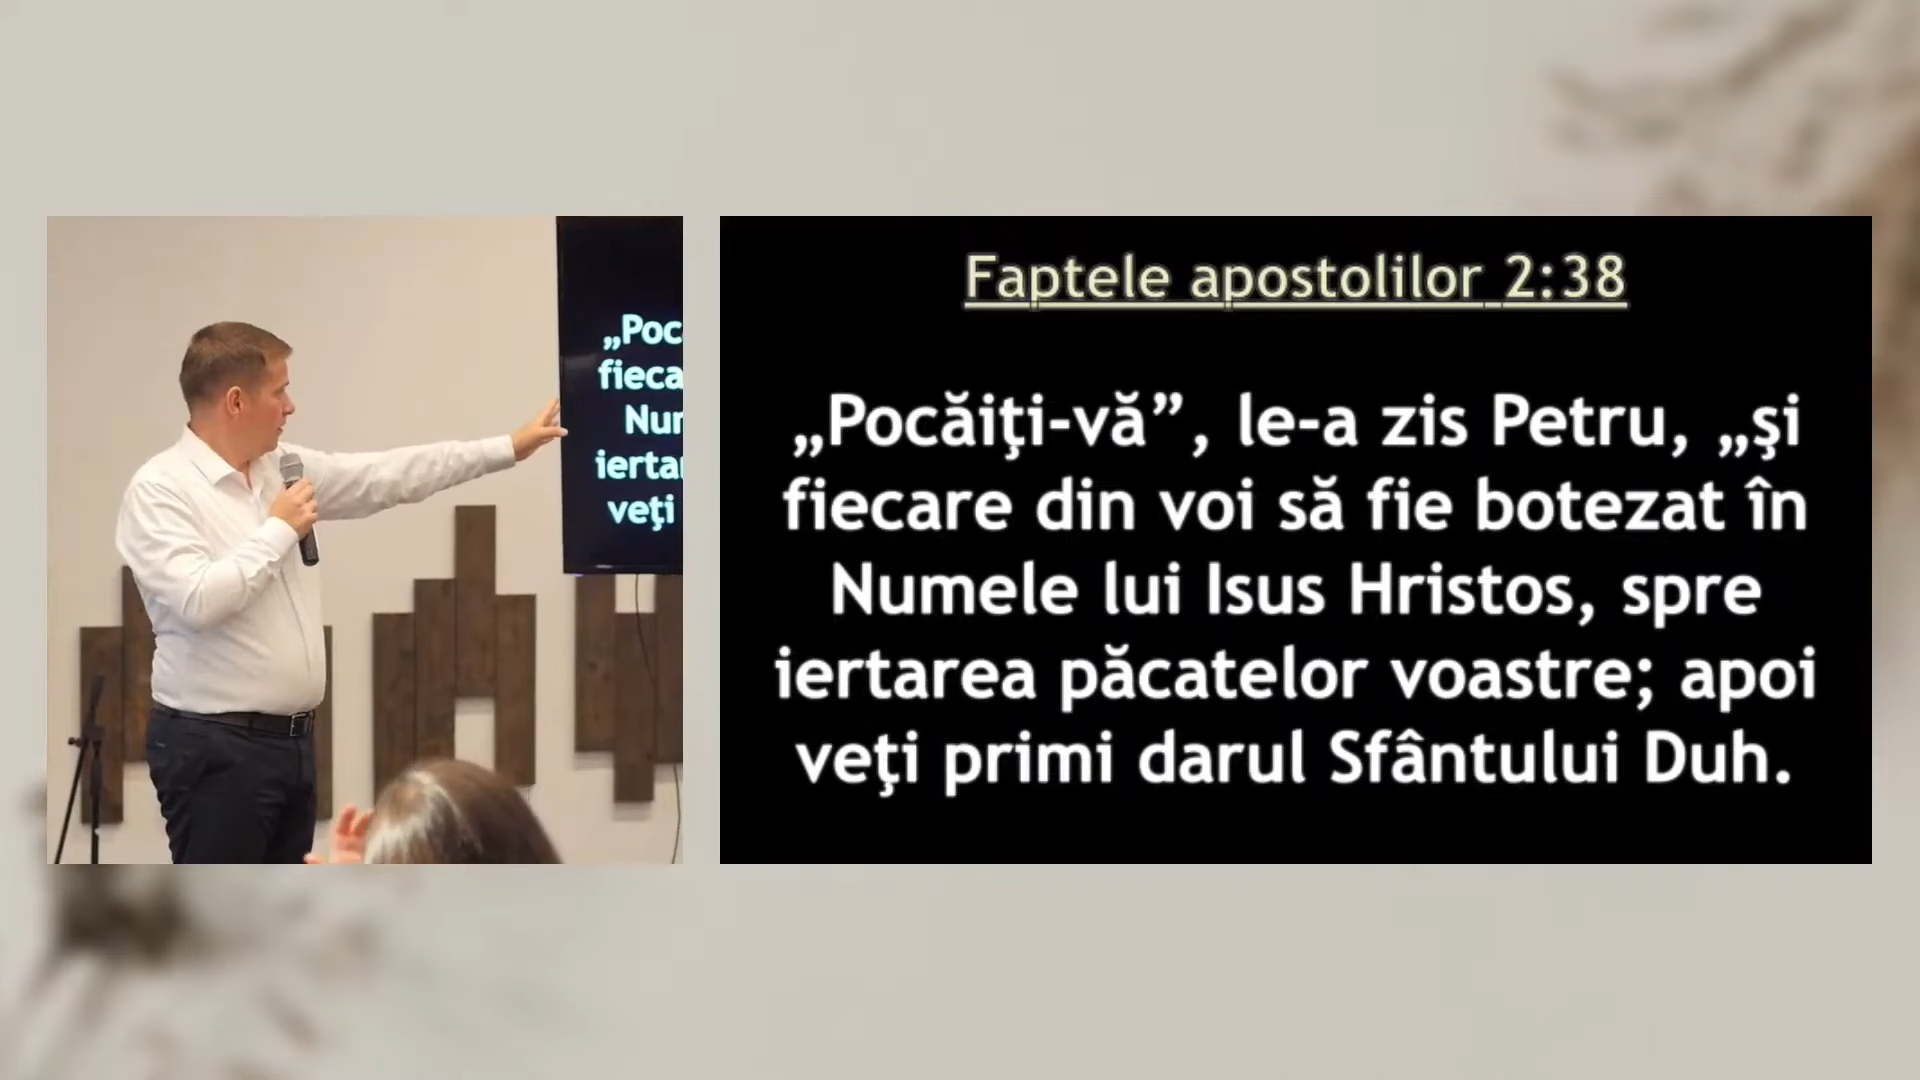 „Poc
fieca
Nur
ierta
veţi
Faptele apostolilor 2:38
„Pocăiţi-vă”, le-a zis Petru, „şi
fiecare din voi să fie botezat în
Numele lui Isus Hristos, spre
iertarea păcatelor voastre; apoi
veţi primi darul Sfântului Duh.